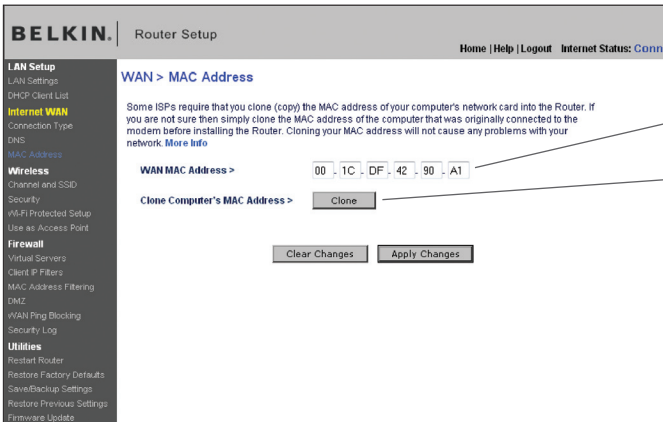 BELKIN. Router Setup
Home | Help | Logout Internet Status: Conn
LAN Setup
LAN Settings
DHCP Client List
Internet WAN
Connection Type
DNS
MAC Address
Wireless
Channel and SSID
Security
Wi-Fi Protected Setup
Use as Access Point
Firewall
Virtual Servers
Client IP Filters
MAC Address Filtering
DMZ
WAN Ping Blocking
Security Log
Utilities
Restart Router
Restore Factory Defaults
Save/Backup Settings
Restore Previous Settings
Firmware Update
WAN > MAC Address
Some ISPs require that you clone (copy) the MAC address of your computer's network card into the Router. If
you are not sure then simply clone the MAC address of the computer that was originally connected to the
modem before installing the Router. Cloning your MAC address will not cause any problems with your
network. More Info
WAN MAC Address > 00 - 1C - DF - 42 - 90 - A1
Clone Computer's MAC Address > Clone
Clear Changes Apply Changes